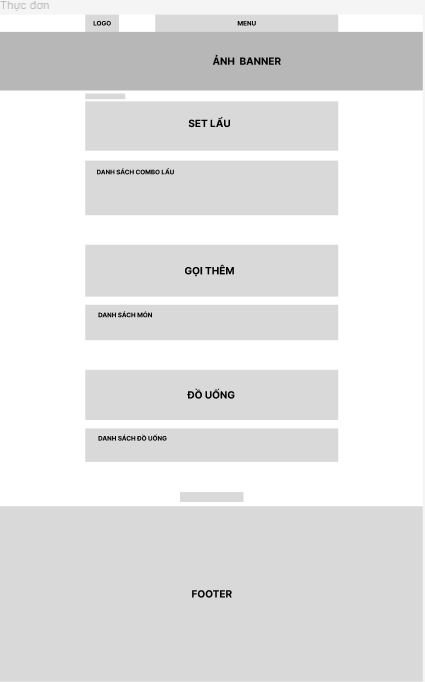 Thực đơn
LOGO
MENU
ẢNH BANNER
SET LẨU
DANH SÁCH COMBO LẨU
GỌI THÊM
DANH SÁCH MÓN
ĐỒ UỐNG
DANH SÁCH ĐỒ UỐNG
FOOTER